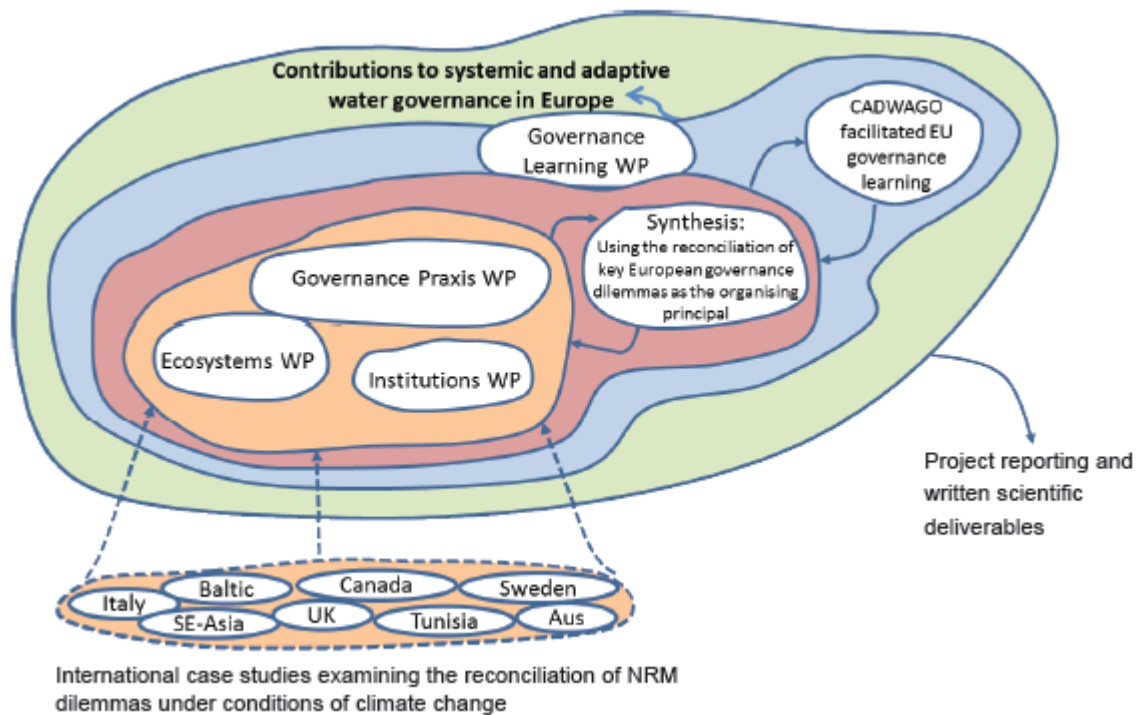 Contributions to systemic and adaptive
water governance in Europe
Governance
Learning WP
CADWAGO
facilitated EU
governance
learning
Synthesis:
Using the reconciliation of
key European governance
dilemmas as the organising
principal
Governance Praxis WP
Ecosystems WP
Institutions WP
Project reporting and
written scientific
deliverables
Baltic
Canada
Sweden
Italy
SE-Asia
UK
Tunisia
Aus
International case studies examining the reconciliation of NRM
dilemmas under conditions of climate change